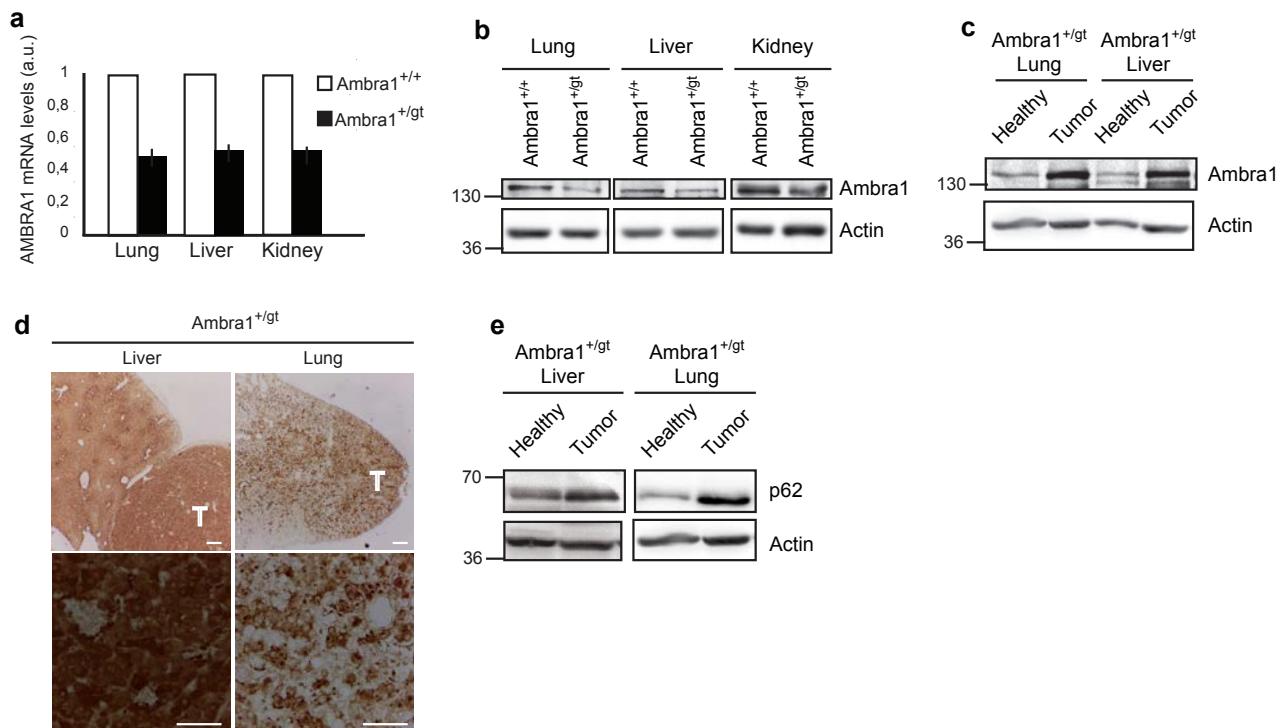 a
AMBRA1 mRNA levels (a.u.)
1
0,8
0,6
0,4
0,2
0
Lung Liver Kidney
Ambra1+/+
Ambra1+/gt
b
Lung Liver Kidney
Ambra1+/+ Ambra1+/gt Ambra1+/+ Ambra1+/gt Ambra1+/+ Ambra1+/gt
130 Ambra1
36 Actin
c
Ambra1+/gt Ambra1+/gt
Lung Liver
Healthy Tumor Healthy Tumor
130 Ambra1
36 Actin
d
Ambra1+/gt
Liver Lung
T T
e
Ambra1+/gt Ambra1+/gt
Liver Lung
Healthy Tumor Healthy Tumor
70 p62
36 Actin